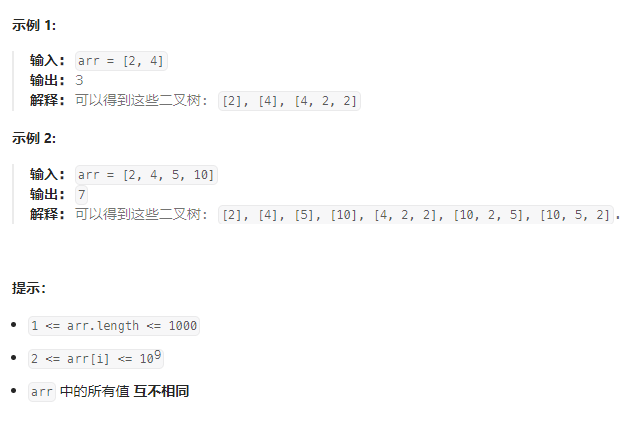 示例 1:
输入: arr = [2, 4]
输出: 3
解释: 可以得到这些二叉树: [2], [4], [4, 2, 2]
示例 2:
输入: arr = [2, 4, 5, 10]
输出: 7
解释: 可以得到这些二叉树: [2], [4], [5], [10], [4, 2, 2], [10, 2, 5], [10, 5, 2].
提示:
• 1 <= arr.length <= 1000
• 2 <= arr[i] <= 10⁹
• arr 中的所有值 互不相同